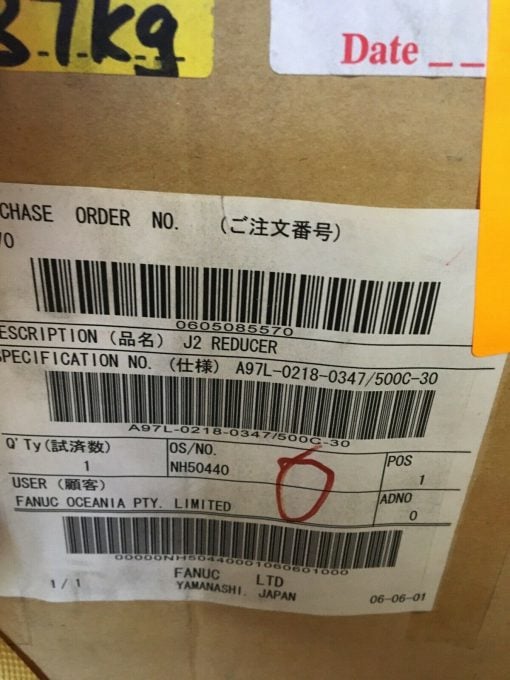 37kg
Date
CHASE ORDER NO. (ご注文番号)
/O
0605085570
ESCRIPTION (品名) J2 REDUCER
SPECIFICATION NO. (仕様) A97L-0218-0347/500C-30
A97L-0218-0347/500C-30
Q'Ty(試済数) OS/NO. POS
1 NH50440 1
USER (顧客) ADNO
FANUC OCEANIA PTY. LIMITED 0
00000NH50440001060601000
FANUC LTD
1/1 YAMANASHI. JAPAN 06-06-01